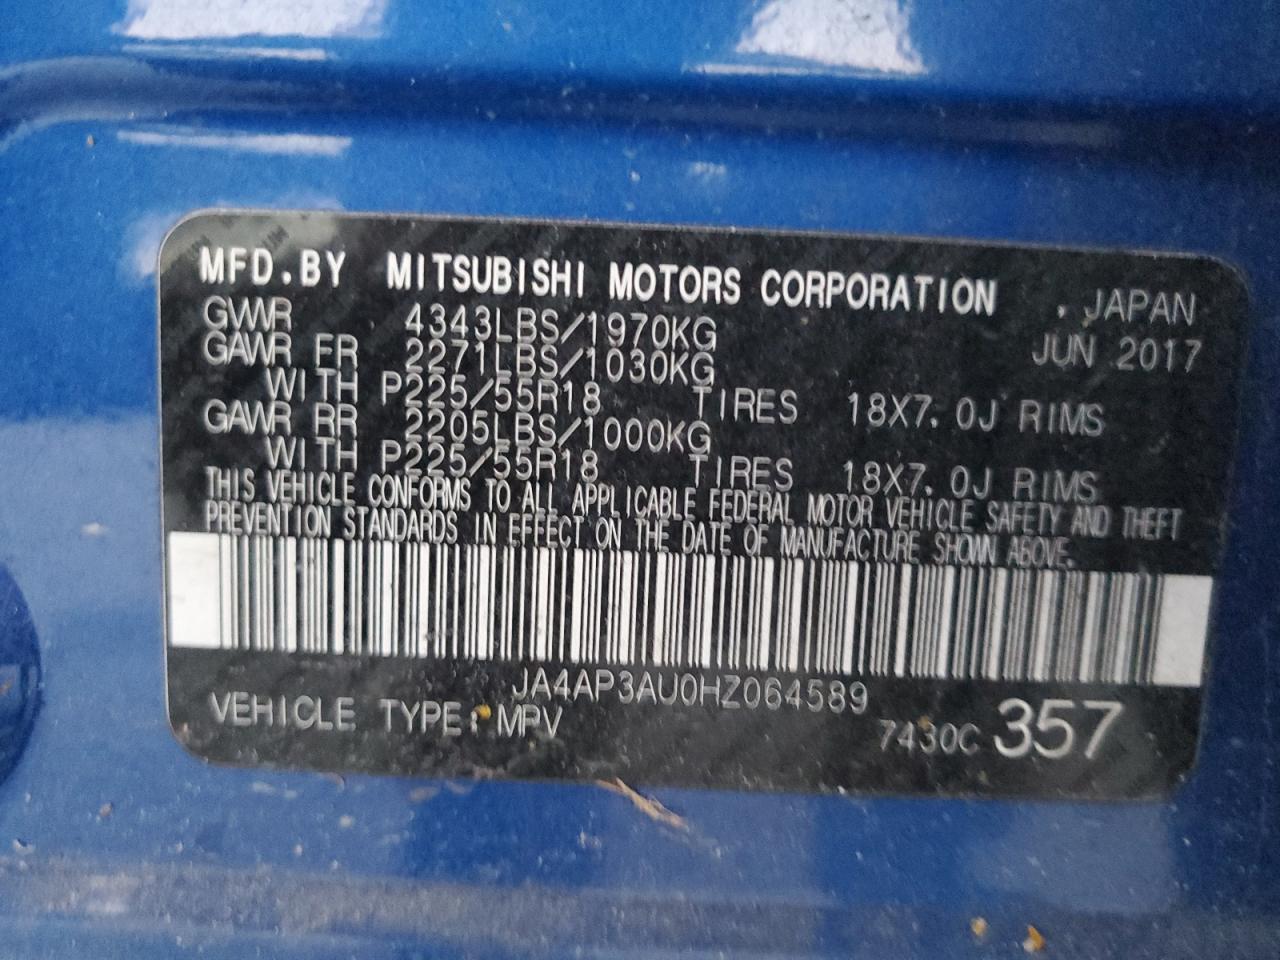 MFD.BY MITSUBISHI MOTORS CORPORATION . JAPAN
GVWR 4343LBS/1970KG JUN 2017
GAWR FR 2271LBS/1030KG
WITH P225/55R18 TIRES 18X7.0J RIMS
GAWR RR 2205LBS/1000KG
WITH P225/55R18 TIRES 18X7.0J RIMS
THIS VEHICLE CONFORMS TO ALL APPLICABLE FEDERAL MOTOR VEHICLE SAFETY AND THEFT
PREVENTION STANDARDS IN EFFECT ON THE DATE OF MANUFACTURE SHOWN ABOVE.
JA4AP3AU0HZ064589
VEHICLE TYPE: MPV 7430C 357